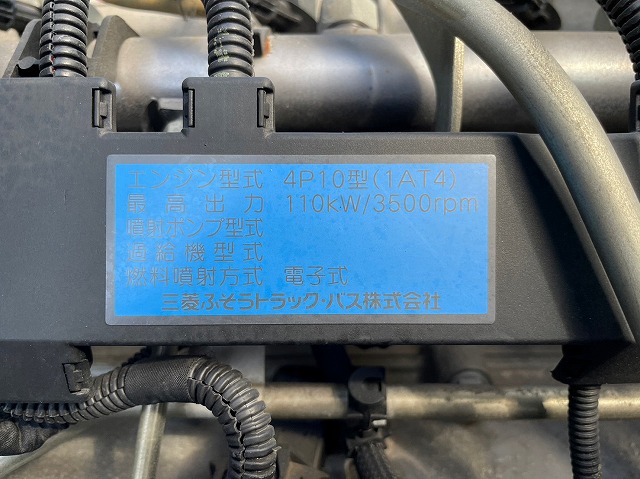 エンジン型式 4P10型(1AT4)
最高出力 110kW/3500rpm
噴射ポンプ型式
過給機型式
燃料噴射方式 電子式
三菱ふそうトラック・バス株式会社